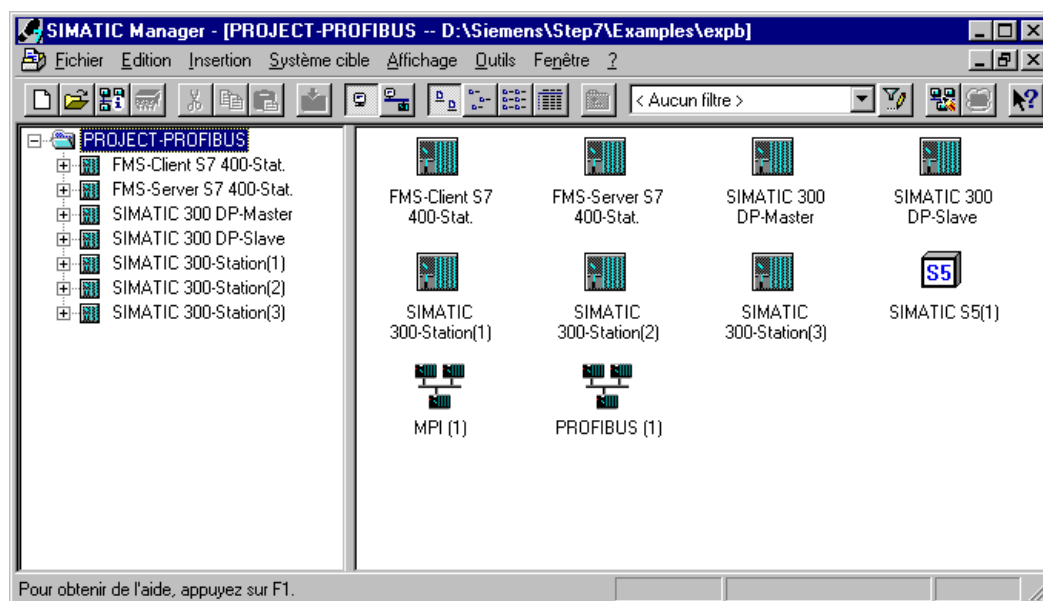 SIMATIC Manager - [PROJECT-PROFIBUS -- D:\Siemens\Step7\Examples\expb]
Fichier Edition Insertion Système cible Affichage Outils Fenêtre ?
< Aucun filtre >
PROJECT-PROFIBUS
FMS-Client S7 400-Stat.
FMS-Server S7 400-Stat.
SIMATIC 300 DP-Master
SIMATIC 300 DP-Slave
SIMATIC 300-Station(1)
SIMATIC 300-Station(2)
SIMATIC 300-Station(3)
FMS-Client S7
400-Stat.
FMS-Server S7
400-Stat.
SIMATIC 300
DP-Master
SIMATIC 300
DP-Slave
SIMATIC
300-Station(1)
SIMATIC
300-Station(2)
SIMATIC
300-Station(3)
S5
SIMATIC S5(1)
MPI (1)
PROFIBUS (1)
Pour obtenir de l'aide, appuyez sur F1.